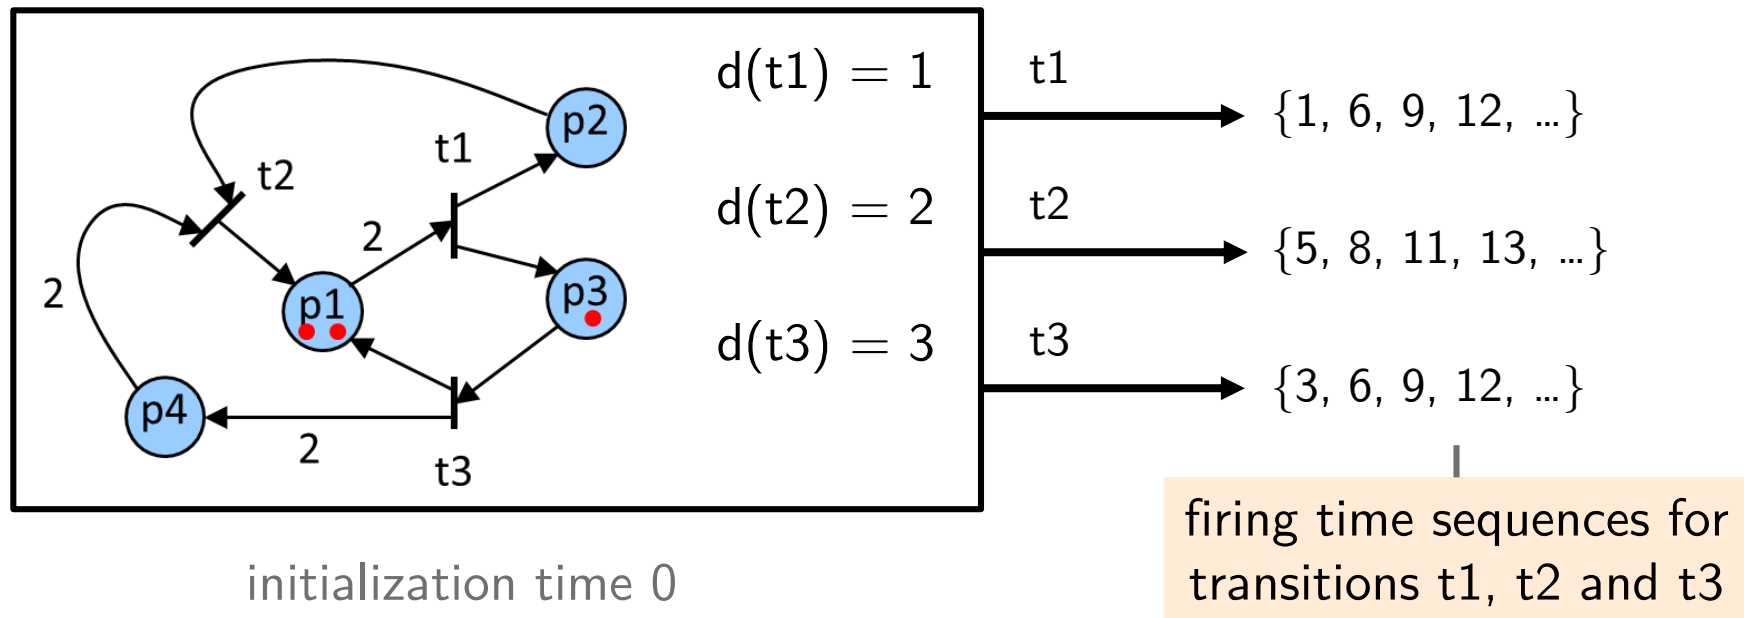 p2
t1
t2
2
p1
p3
2
p4
2
t3
d(t1) = 1
d(t2) = 2
d(t3) = 3
t1
{1, 6, 9, 12, ...}
t2
{5, 8, 11, 13, ...}
t3
{3, 6, 9, 12, ...}
initialization time 0
firing time sequences for
transitions t1, t2 and t3